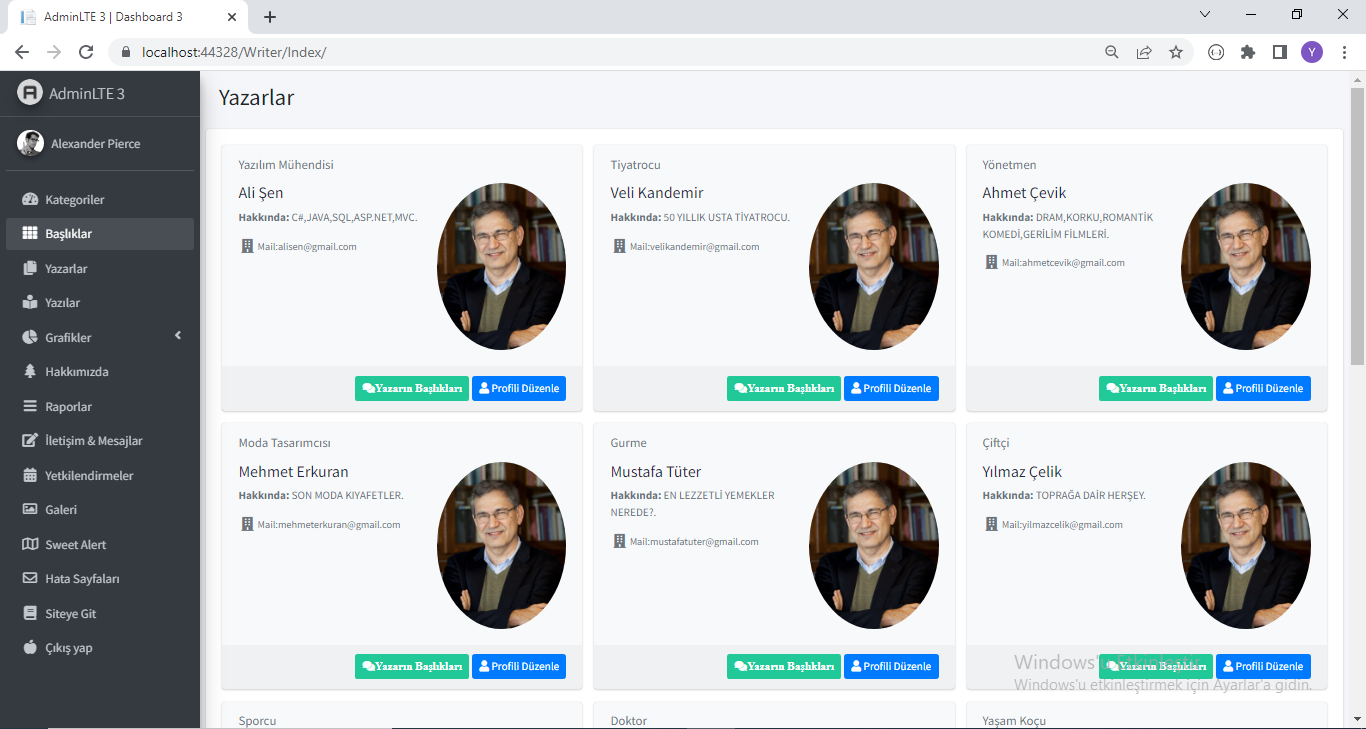 AdminLTE 3 | Dashboard 3
localhost:44328/Writer/Index/
Y
AdminLTE 3
Alexander Pierce
Kategoriler
Başlıklar
Yazarlar
Yazılar
Grafikler
Hakkımızda
Raporlar
İletişim & Mesajlar
Yetkilendirmeler
Galeri
Sweet Alert
Hata Sayfaları
Siteye Git
Çıkış yap
Yazarlar
Yazılım Mühendisi
Ali Şen
Hakkında: C#,JAVA,SQL,ASP.NET,MVC.
Mail:alisen@gmail.com
Yazarın Başlıkları
Profili Düzenle
Tiyatrocu
Veli Kandemir
Hakkında: 50 YILLIK USTA TİYATROCU.
Mail:velikandemir@gmail.com
Yazarın Başlıkları
Profili Düzenle
Yönetmen
Ahmet Çevik
Hakkında: DRAM,KORKU,ROMANTİK
KOMEDİ,GERİLİM FİLMLERİ.
Mail:ahmetcevik@gmail.com
Yazarın Başlıkları
Profili Düzenle
Moda Tasarımcısı
Mehmet Erkuran
Hakkında: SON MODA KIYAFETLER.
Mail:mehmeterkuran@gmail.com
Yazarın Başlıkları
Profili Düzenle
Gurme
Mustafa Tüter
Hakkında: EN LEZZETLİ YEMEKLER
NEREDE?.
Mail:mustafatuter@gmail.com
Yazarın Başlıkları
Profili Düzenle
Çiftçi
Yılmaz Çelik
Hakkında: TOPRAĞA DAİR HERŞEY.
Mail:yilmazcelik@gmail.com
Yazarın Başlıkları
Profili Düzenle
Windows'u Etkinleştir
Windows'u etkinleştirmek için Ayarlar'a gidin.
Sporcu
Doktor
Yaşam Koçu